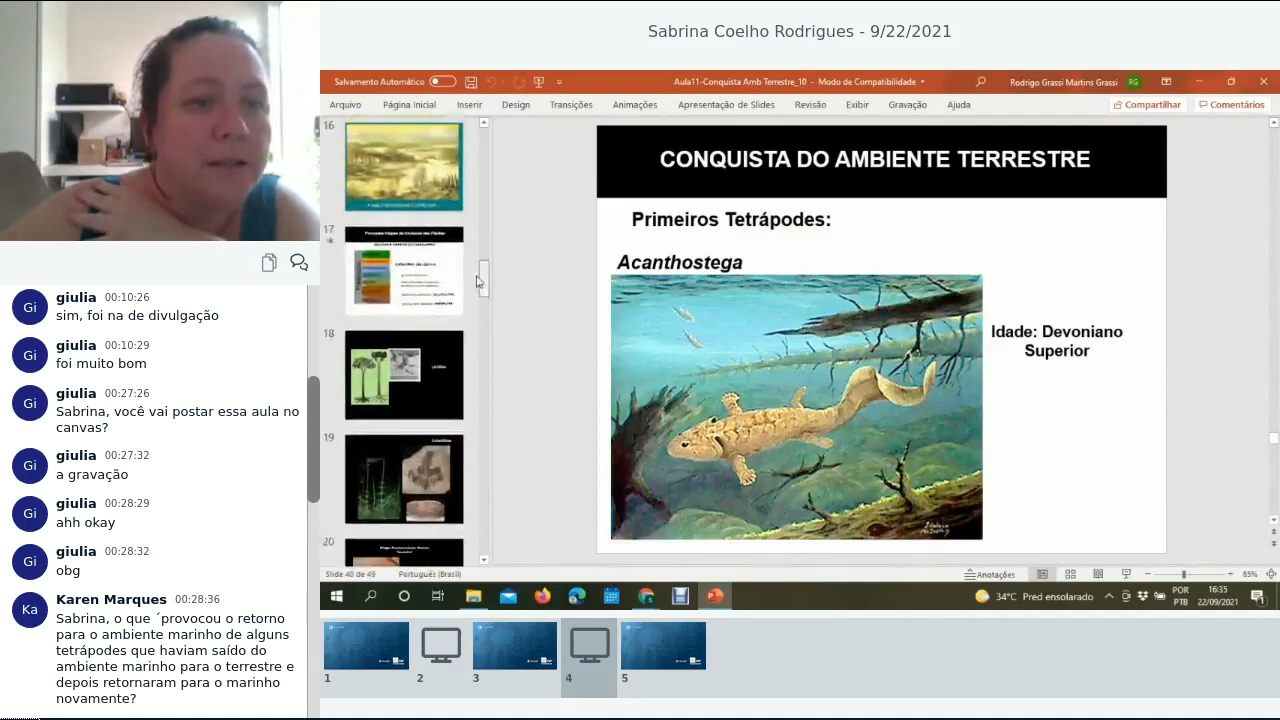 Sabrina Coelho Rodrigues - 9/22/2021
Salvamento Automático
Aula11-Conquista Amb Terrestre_10 - Modo de Compatibilidade
Rodrigo Grassi Martins Grassi
RG
Arquivo
Página Inicial
Inserir
Design
Transições
Animações
Apresentação de Slides
Revisão
Exibir
Gravação
Ajuda
Compartilhar
Comentários
16
17
18
19
20
CONQUISTA DO AMBIENTE TERRESTRE
Primeiros Tetrápodes:
Acanthostega
Idade: Devoniano
Superior
Gi
giulia 00:10:26
sim, foi na de divulgação
Gi
giulia 00:10:29
foi muito bom
Gi
giulia 00:27:26
Sabrina, você vai postar essa aula no
canvas?
Gi
giulia 00:27:32
a gravação
Gi
giulia 00:28:29
ahh okay
Gi
giulia 00:28:32
obg
Ka
Karen Marques 00:28:36
Sabrina, o que ´provocou o retorno
para o ambiente marinho de alguns
tetrápodes que haviam saído do
ambiente marinho para o terrestre e
depois retornaram para o marinho
novamente?
Slide 40 de 49
Português (Brasil)
Anotações
85%
34°C Pred ensolarado
POR
PTB
16:35
22/09/2021
1
2
3
4
5